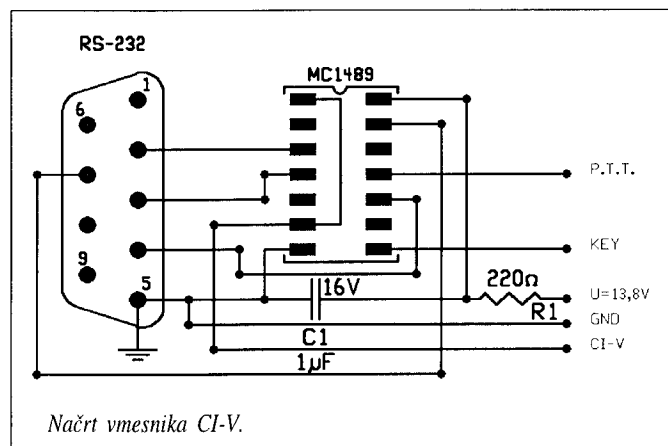 RS-232
MC1489
1
6
P.T.T.
9
KEY
5
16V
220Ω
U=13,8V
R1
GND
C1
CI-V
1µF
Načrt vmesnika CI-V.